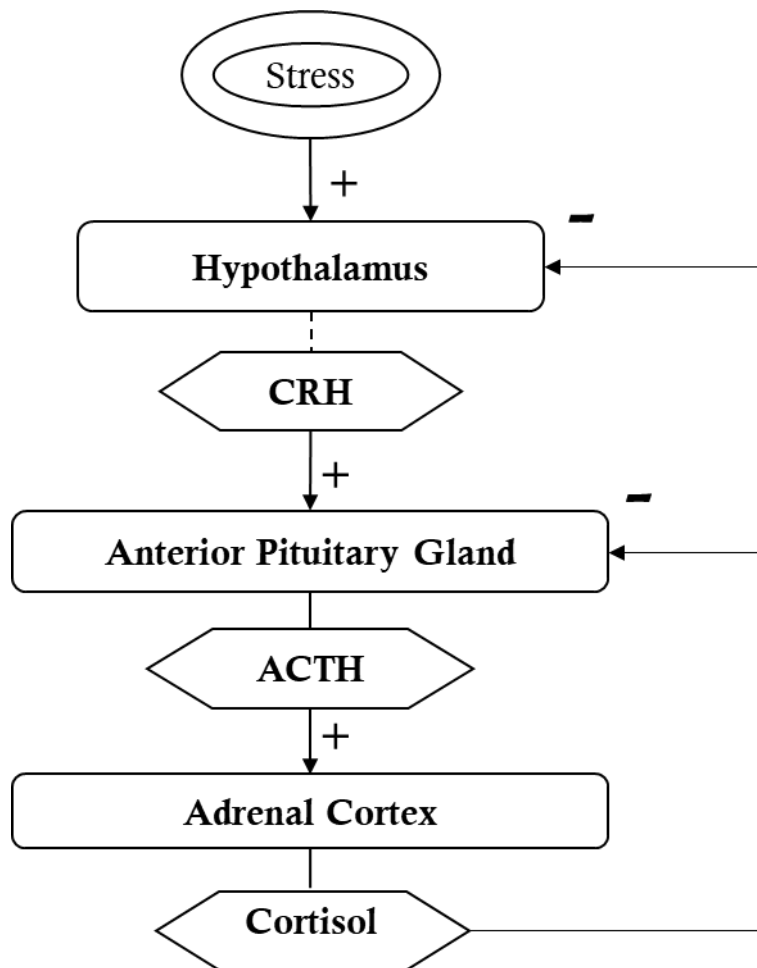 Stress
+
-
Hypothalamus
CRH
+
-
Anterior Pituitary Gland
ACTH
+
Adrenal Cortex
Cortisol